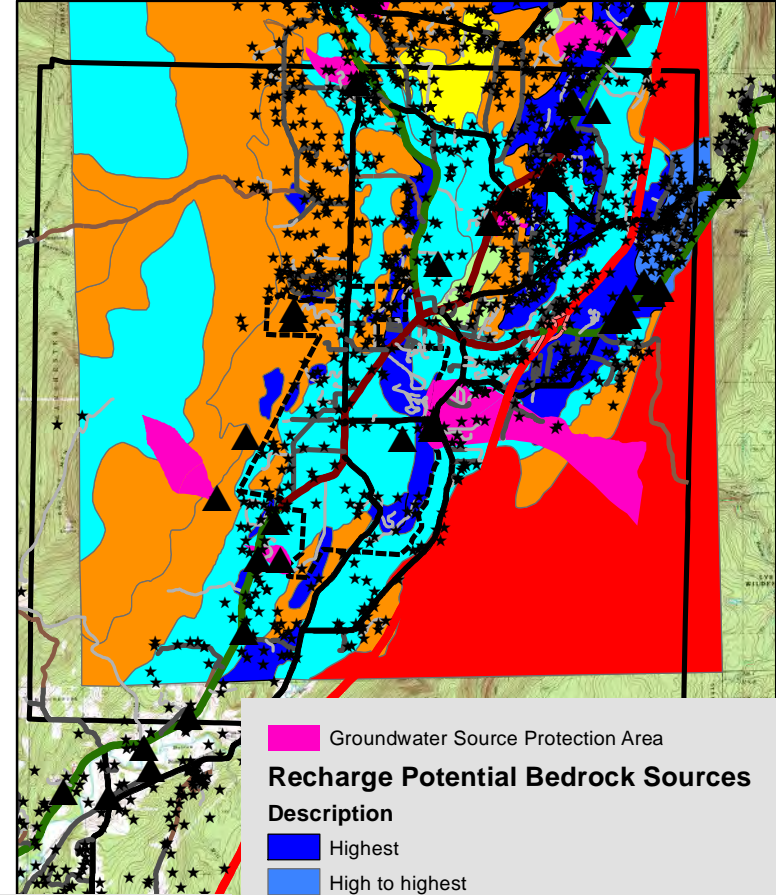 Groundwater Source Protection Area
Recharge Potential Bedrock Sources
Description
Highest
High to highest